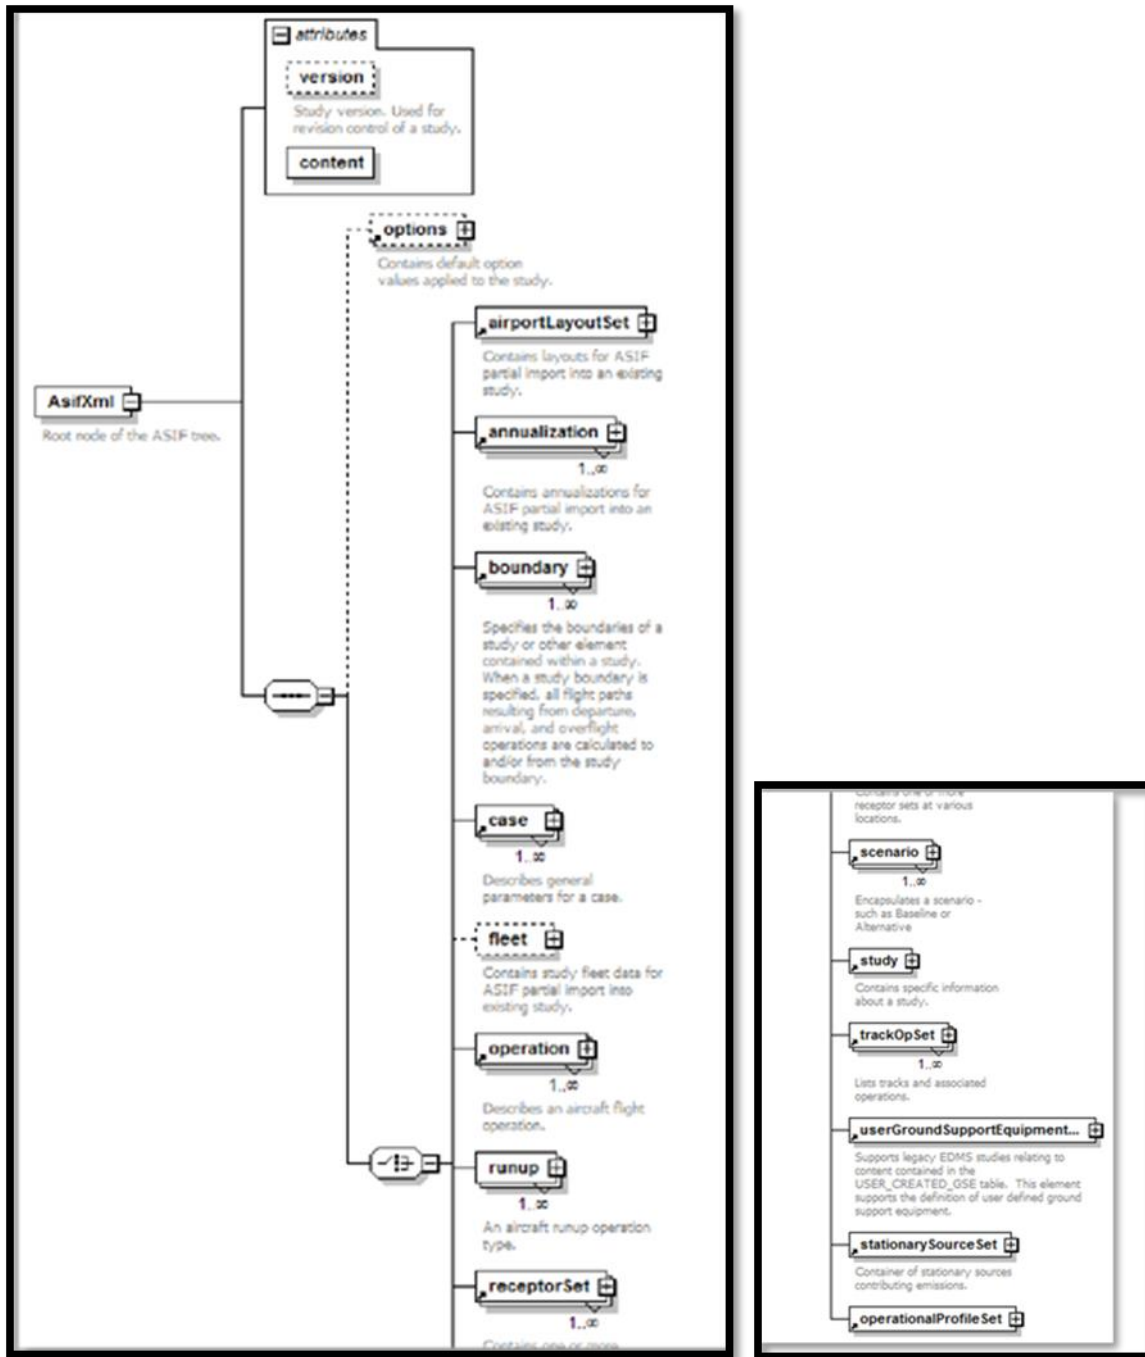 attributes
version
Study version. Used for
revision control of a study.
content
options
Contains default option
values applied to the study.
airportLayoutSet
Contains layouts for ASIF
partial import into an existing
study.
AsifXml
Root node of the ASIF tree.
annualization
1..∞
Contains annualizations for
ASIF partial import into an
existing study.
boundary
1..∞
Specifies the boundaries of a
study or other element
contained within a study.
When a study boundary is
specified, all flight paths
resulting from departure,
arrival, and overflight
operations are calculated to
and/or from the study
boundary.
case
1..∞
Describes general
parameters for a case.
fleet
Contains study fleet data for
ASIF partial import into
existing study.
operation
1..∞
Describes an aircraft flight
operation.
runup
1..∞
An aircraft runup operation
type.
receptorSet
1..∞
Contains one or more
Contains one or more
receptor sets at various
locations.
scenario
1..∞
Encapsulates a scenario -
such as Baseline or
Alternative
study
Contains specific information
about a study.
trackOpSet
1..∞
Lists tracks and associated
operations.
userGroundSupportEquipment...
Supports legacy EDMS studies relating to
content contained in the
USER_CREATED_GSE table. This element
supports the definition of user defined ground
support equipment.
stationarySourceSet
Container of stationary sources
contributing emissions.
operationalProfileSet